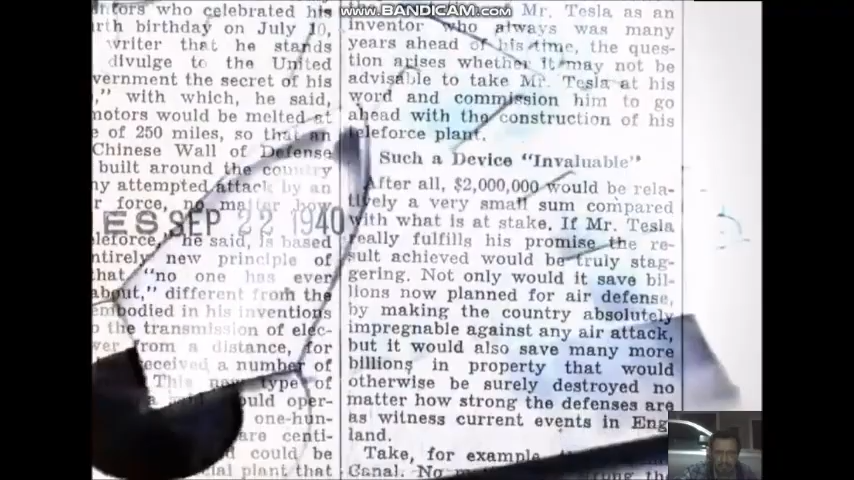 www.BANDICAM.com
ntors who celebrated his
rth birthday on July 10,
writer that he stands
divulge to the United
vernment the secret of his
," with which, he said,
motors would be melted at
e of 250 miles, so that an
Chinese Wall of Defense
built around the country
ny attempted attack by an
r force, no matter how
ES SEP 22 1940
eleforce," he said, is based
entirely new principle of
that "no one has ever
about," different from the
embodied in his inventions
o the transmission of elec-
wer from a distance, for
received a number of
This new type of
would oper-
one-hun-
are centi-
could be
ial plant that
Mr. Tesla as an
inventor who always was many
years ahead of his time, the ques-
tion arises whether it may not be
advisable to take Mr. Tesla at his
word and commission him to go
ahead with the construction of his
teleforce plant.
Such a Device "Invaluable"
After all, $2,000,000 would be rela-
tively a very small sum compared
with what is at stake. If Mr. Tesla
really fulfills his promise the re-
sult achieved would be truly stag-
gering. Not only would it save bil-
lions now planned for air defense,
by making the country absolutely
impregnable against any air attack,
but it would also save many more
billions in property that would
otherwise be surely destroyed no
matter how strong the defenses are
as witness current events in Eng
land.
Take, for example,
Canal. No the